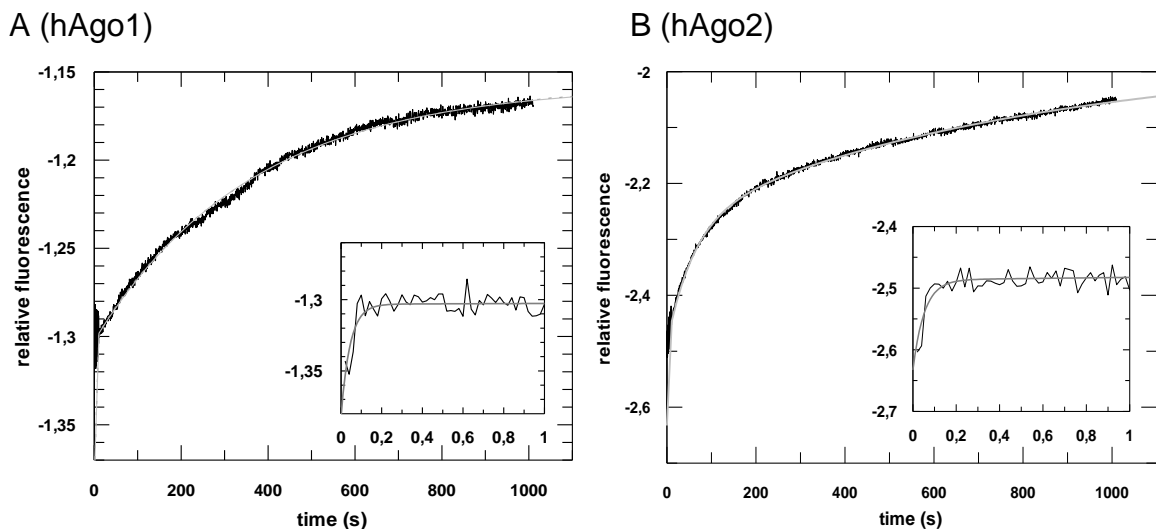 A (hAgo1)
B (hAgo2)
-1,15
-1,2
-1,25
-1,3
-1,35
relative fluorescence
0 200 400 600 800 1000
time (s)
-1,3
-1,35
0 0,2 0,4 0,6 0,8 1
-2
-2,2
-2,4
-2,6
relative fluorescence
0 200 400 600 800 1000
time (s)
-2,4
-2,5
-2,6
-2,7
0 0,2 0,4 0,6 0,8 1